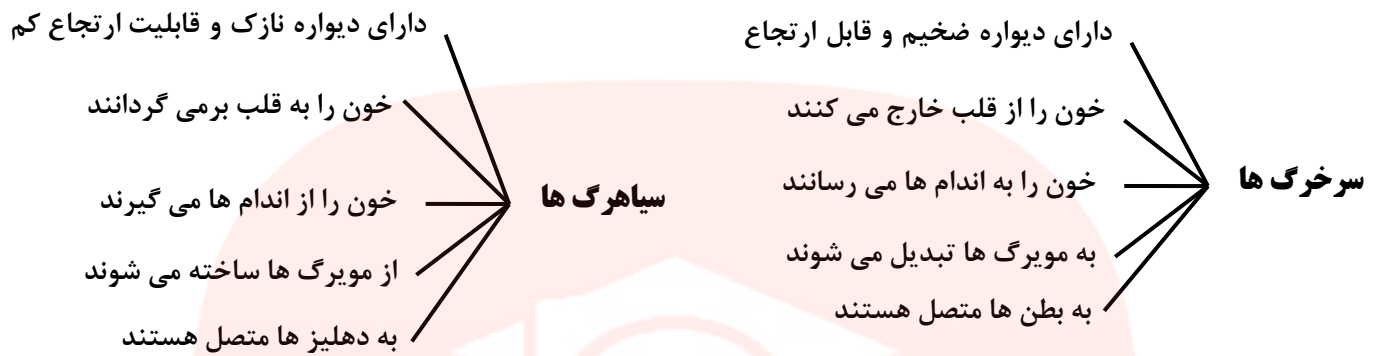 سرخرگ ها
دارای دیواره ضخیم و قابل ارتجاع
خون را از قلب خارج می کنند
خون را به اندام ها می رسانند
به مویرگ ها تبدیل می شوند
به بطن ها متصل هستند
سیاهرگ ها
دارای دیواره نازک و قابلیت ارتجاع کم
خون را به قلب برمی گردانند
خون را از اندام ها می گیرند
از مویرگ ها ساخته می شوند
به دهلیز ها متصل هستند